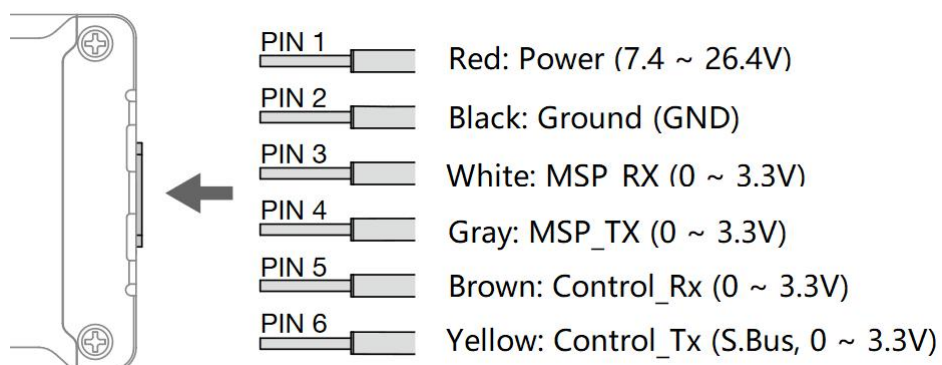 PIN 1
Red: Power (7.4 ~ 26.4V)
PIN 2
Black: Ground (GND)
PIN 3
White: MSP_RX (0 ~ 3.3V)
PIN 4
Gray: MSP_TX (0 ~ 3.3V)
PIN 5
Brown: Control_Rx (0 ~ 3.3V)
PIN 6
Yellow: Control_Tx (S.Bus, 0 ~ 3.3V)